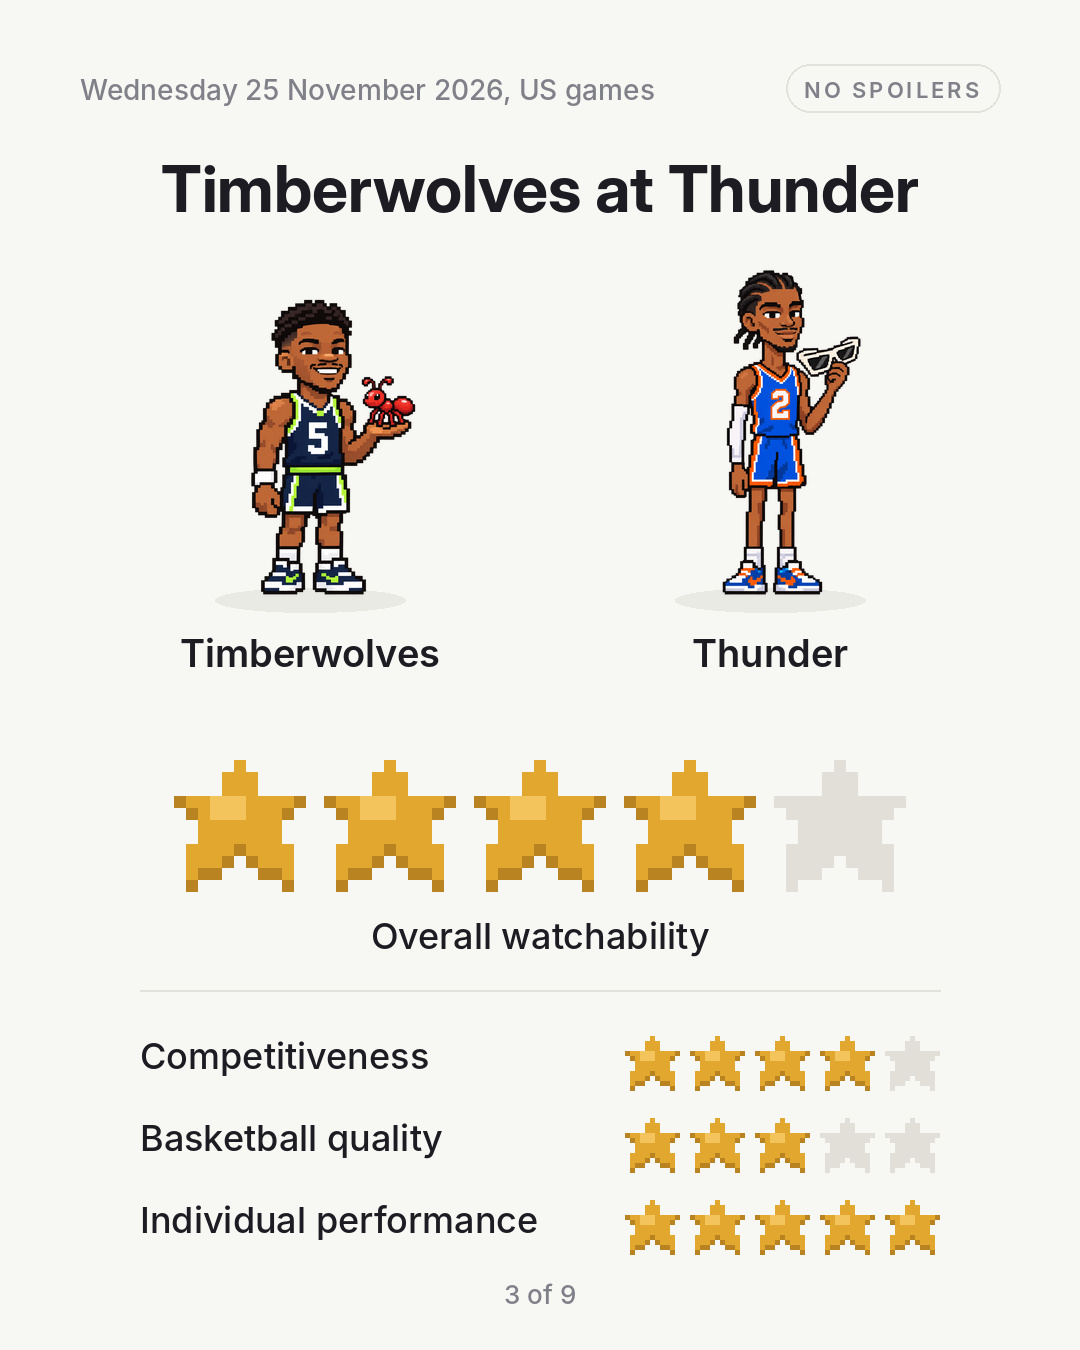 Wednesday 25 November 2026, US games
NO SPOILERS
Timberwolves at Thunder
5
2
Timberwolves
Thunder
Overall watchability
Competitiveness
Basketball quality
Individual performance
3 of 9